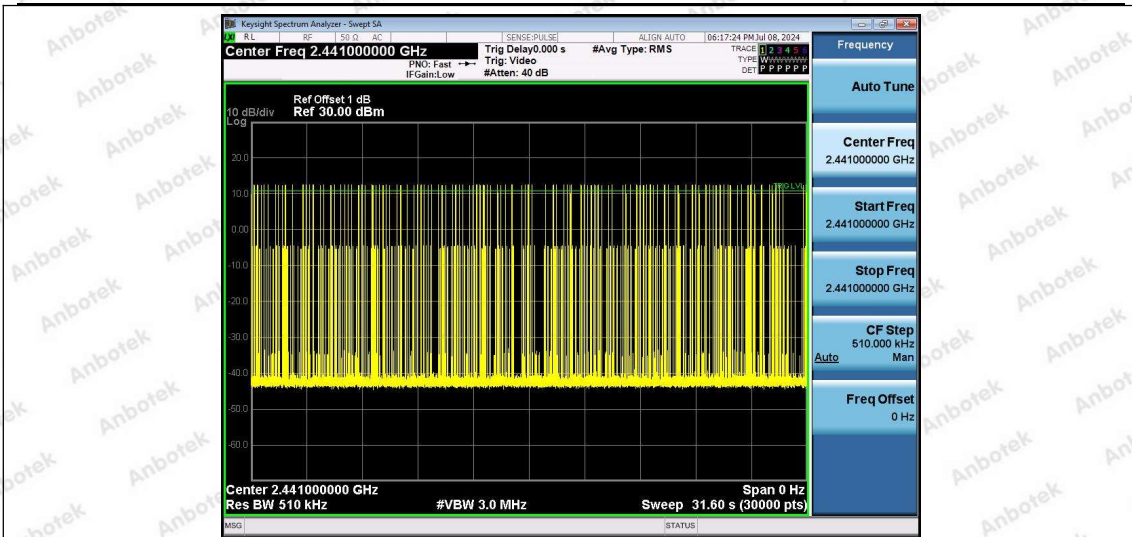 Keysight Spectrum Analyzer - Swept SA
RL RF 50 Ω AC SENSE:PULSE ALIGN AUTO 06:17:24 PM Jul 08, 2024
Center Freq 2.441000000 GHz Trig Delay0.000 s #Avg Type: RMS TRACE 1 2 3 4 5 6
PNO: Fast Trig: Video TYPE W
IFGain:Low #Atten: 40 dB DET P P P P P P
Ref Offset 1 dB
10 dB/div Ref 30.00 dBm
Log
20.0
10.0
TRIG LVL
0.00
-10.0
-20.0
-30.0
-40.0
-50.0
-60.0
Center 2.441000000 GHz Span 0 Hz
Res BW 510 kHz #VBW 3.0 MHz Sweep 31.60 s (30000 pts)
MSG STATUS
Frequency
Auto Tune
Center Freq
2.441000000 GHz
Start Freq
2.441000000 GHz
Stop Freq
2.441000000 GHz
CF Step
510.000 kHz
Auto Man
Freq Offset
0 Hz
Anbotek